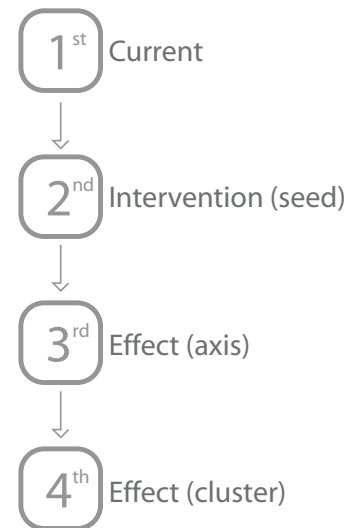 1st Current
2nd Intervention (seed)
3rd Effect (axis)
4th Effect (cluster)